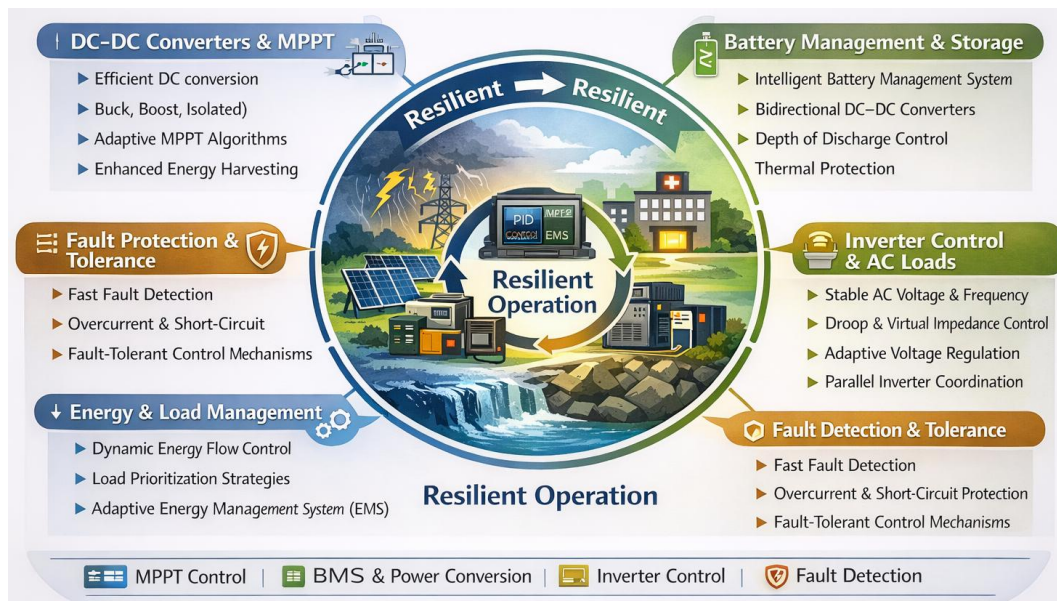 DC-DC Converters & MPPT
Efficient DC conversion
Buck, Boost, Isolated)
Adaptive MPPT Algorithms
Enhanced Energy Harvesting
Battery Management & Storage
Intelligent Battery Management System
Bidirectional DC–DC Converters
Depth of Discharge Control
Thermal Protection
Resilient → Resilient
PID
EMS
Resilient
Operation
Fault Protection &
Tolerance
Fast Fault Detection
Overcurrent & Short-Circuit
Fault-Tolerant Control Mechanisms
Inverter Control
& AC Loads
Stable AC Voltage & Frequency
Droop & Virtual Impedance Control
Adaptive Voltage Regulation
Parallel Inverter Coordination
Energy & Load Management
Dynamic Energy Flow Control
Load Prioritization Strategies
Adaptive Energy Management System (EMS)
Fault Detection & Tolerance
Fast Fault Detection
Overcurrent & Short-Circuit Protection
Fault-Tolerant Control Mechanisms
Resilient Operation
MPPT Control | BMS & Power Conversion | Inverter Control | Fault Detection